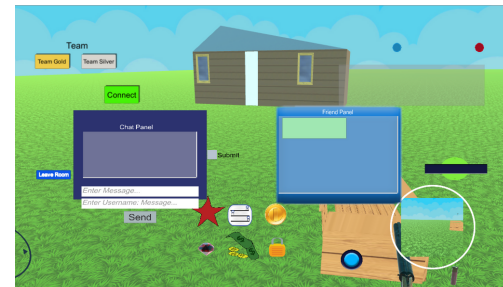 Team
Team Gold Team Silver
Connect
Chat Panel
Friend Panel
Submit
Leave Room
Enter Message...
Enter Username: Message...
Send